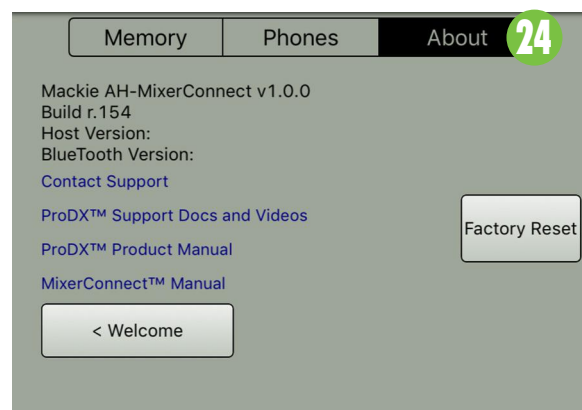 Memory Phones About 24
Mackie AH-MixerConnect v1.0.0
Build r.154
Host Version:
BlueTooth Version:
Contact Support
ProDX™ Support Docs and Videos
Factory Reset
ProDX™ Product Manual
MixerConnect™ Manual
< Welcome